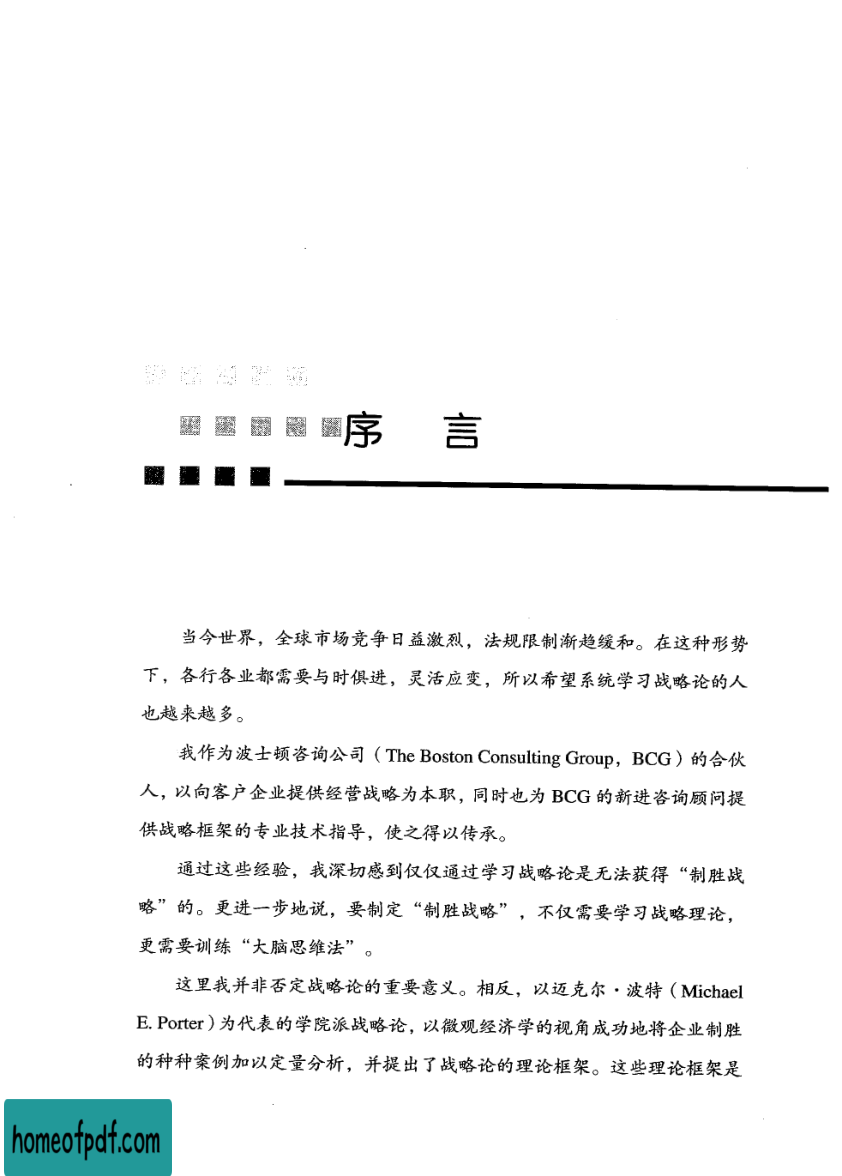 序 言
当今世界，全球市场竞争日益激烈，法规限制渐趋缓和。在这种形势
下，各行各业都需要与时俱进，灵活应变，所以希望系统学习战略论的人
也越来越多。
我作为波士顿咨询公司（The Boston Consulting Group，BCG）的合伙
人，以向客户企业提供经营战略为本职，同时也为 BCG 的新进咨询顾问提
供战略框架的专业技术指导，使之得以传承。
通过这些经验，我深切感到仅仅通过学习战略论是无法获得“制胜战
略”的。更进一步地说，要制定“制胜战略”，不仅需要学习战略理论，
更需要训练“大脑思维法”。
这里我并非否定战略论的重要意义。相反，以迈克尔·波特（Michael
E. Porter）为代表的学院派战略论，以微观经济学的视角成功地将企业制胜
的种种案例加以定量分析，并提出了战略论的理论框架。这些理论框架是
homeofpdf.com